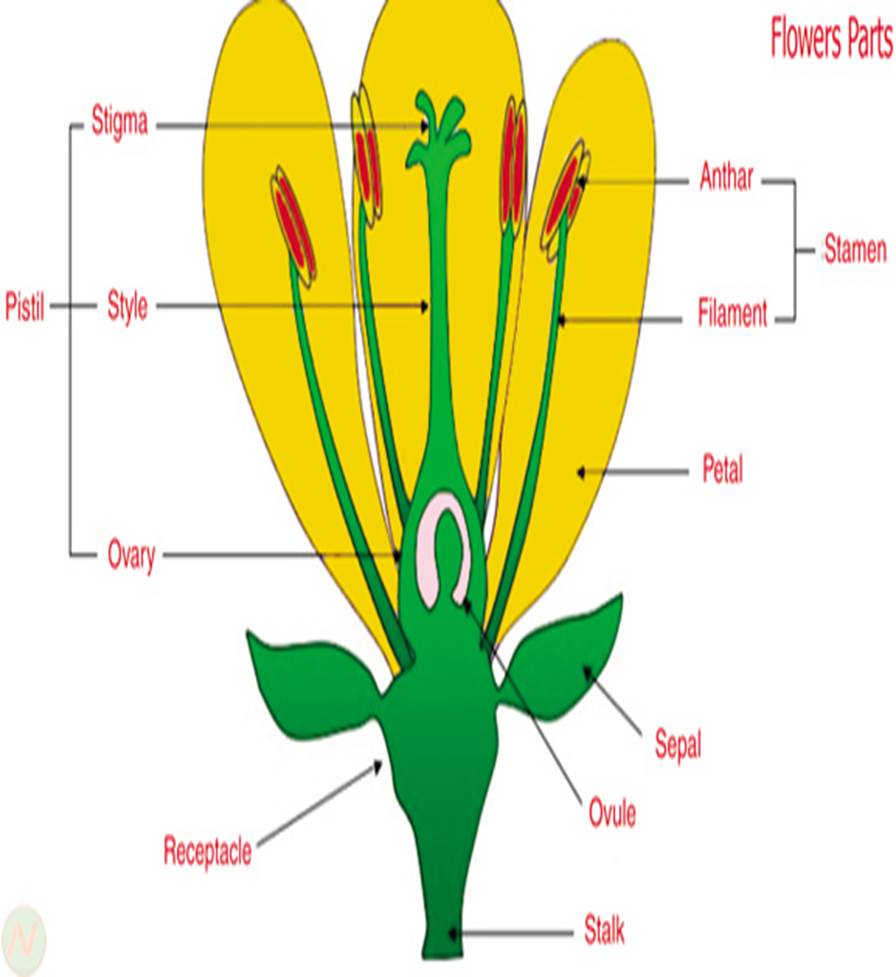 Flowers Parts
Stigma
Anthar
Stamen
Pistil
Style
Filament
Petal
Ovary
Sepal
Ovule
Receptacle
Stalk
N